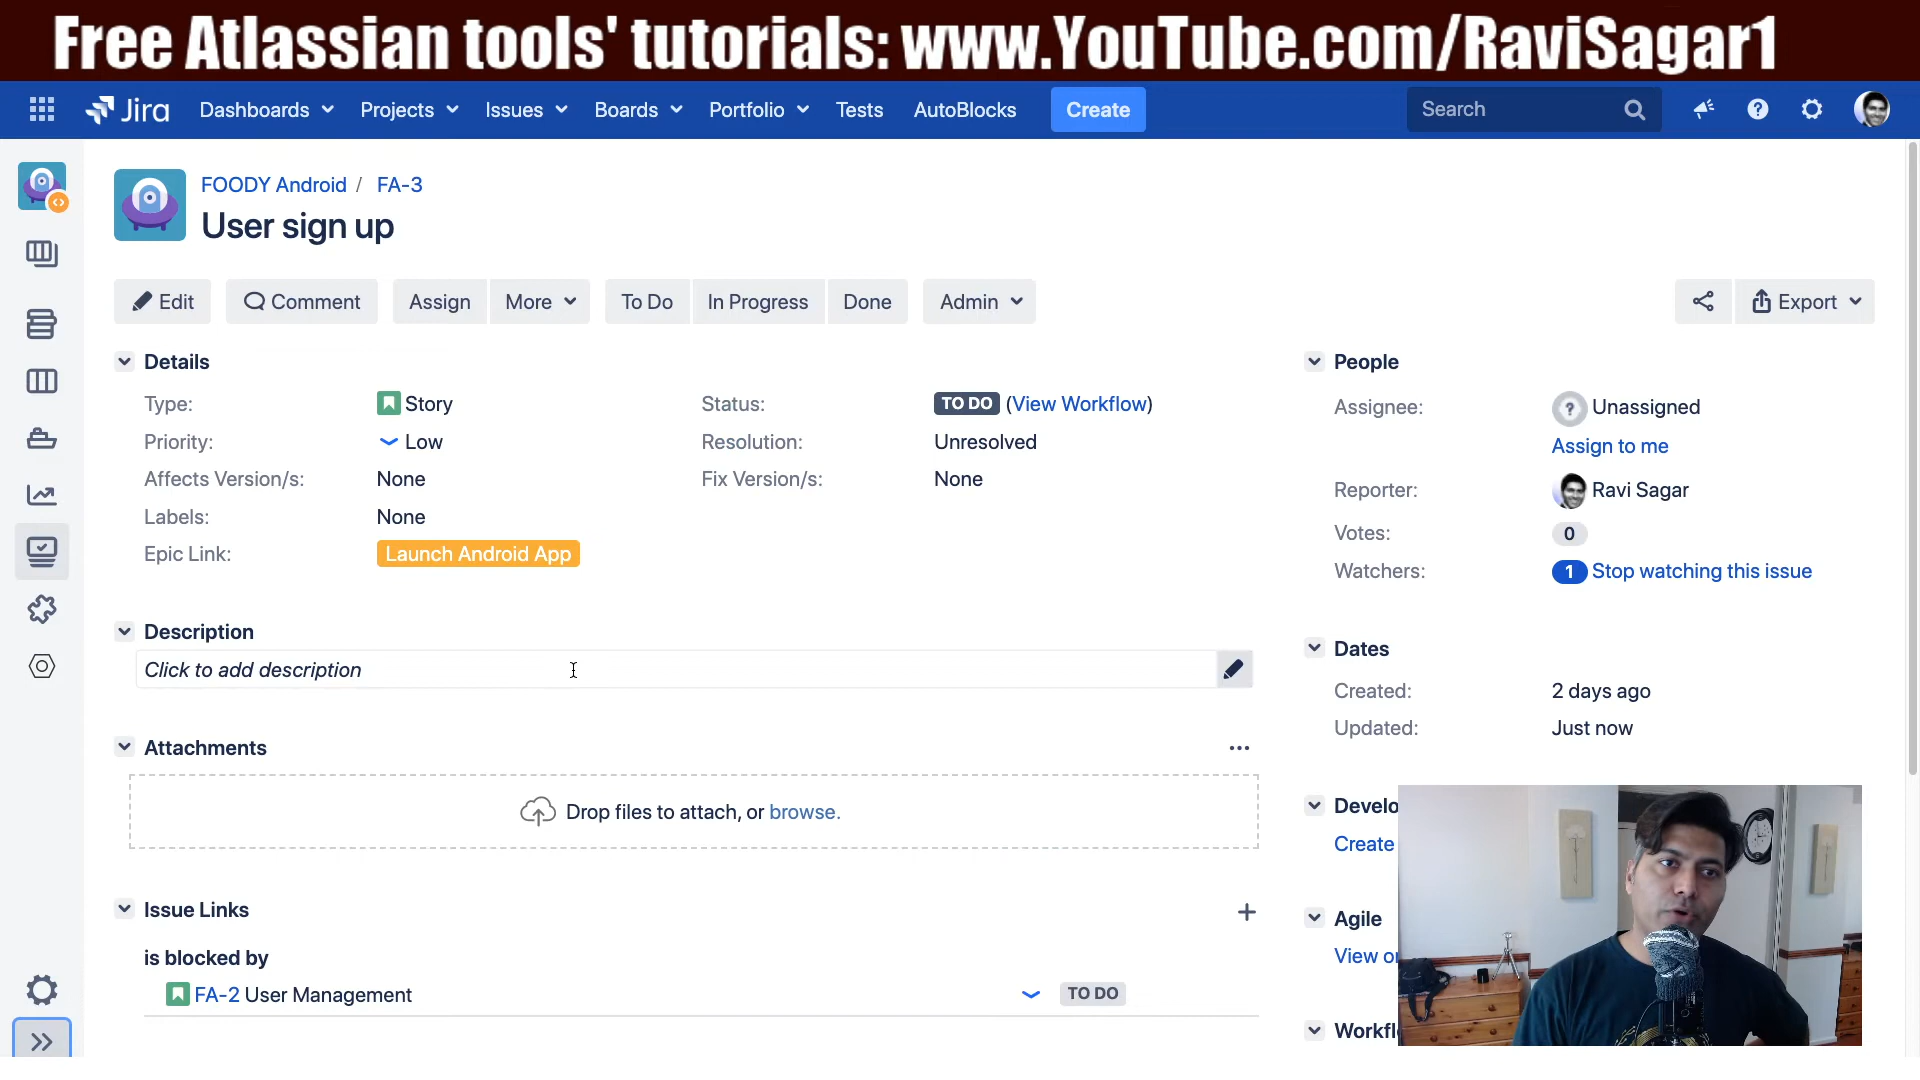 Free Atlassian tools' tutorials: www.YouTube.com/RaviSagar1
Jira Dashboards Projects Issues Boards Portfolio Tests AutoBlocks Create Search
FOODY Android / FA-3
User sign up
Edit Comment Assign More To Do In Progress Done Admin Export
Details
Type: Story Status: TO DO (View Workflow)
Priority: Low Resolution: Unresolved
Affects Version/s: None Fix Version/s: None
Labels: None
Epic Link: Launch Android App
Description
Click to add description
Attachments
Drop files to attach, or browse.
Issue Links
is blocked by
FA-2 User Management TO DO
People
Assignee: Unassigned
Assign to me
Reporter: Ravi Sagar
Votes: 0
Watchers: 1 Stop watching this issue
Dates
Created: 2 days ago
Updated: Just now
Develo
Create
Agile
View o
Workfl